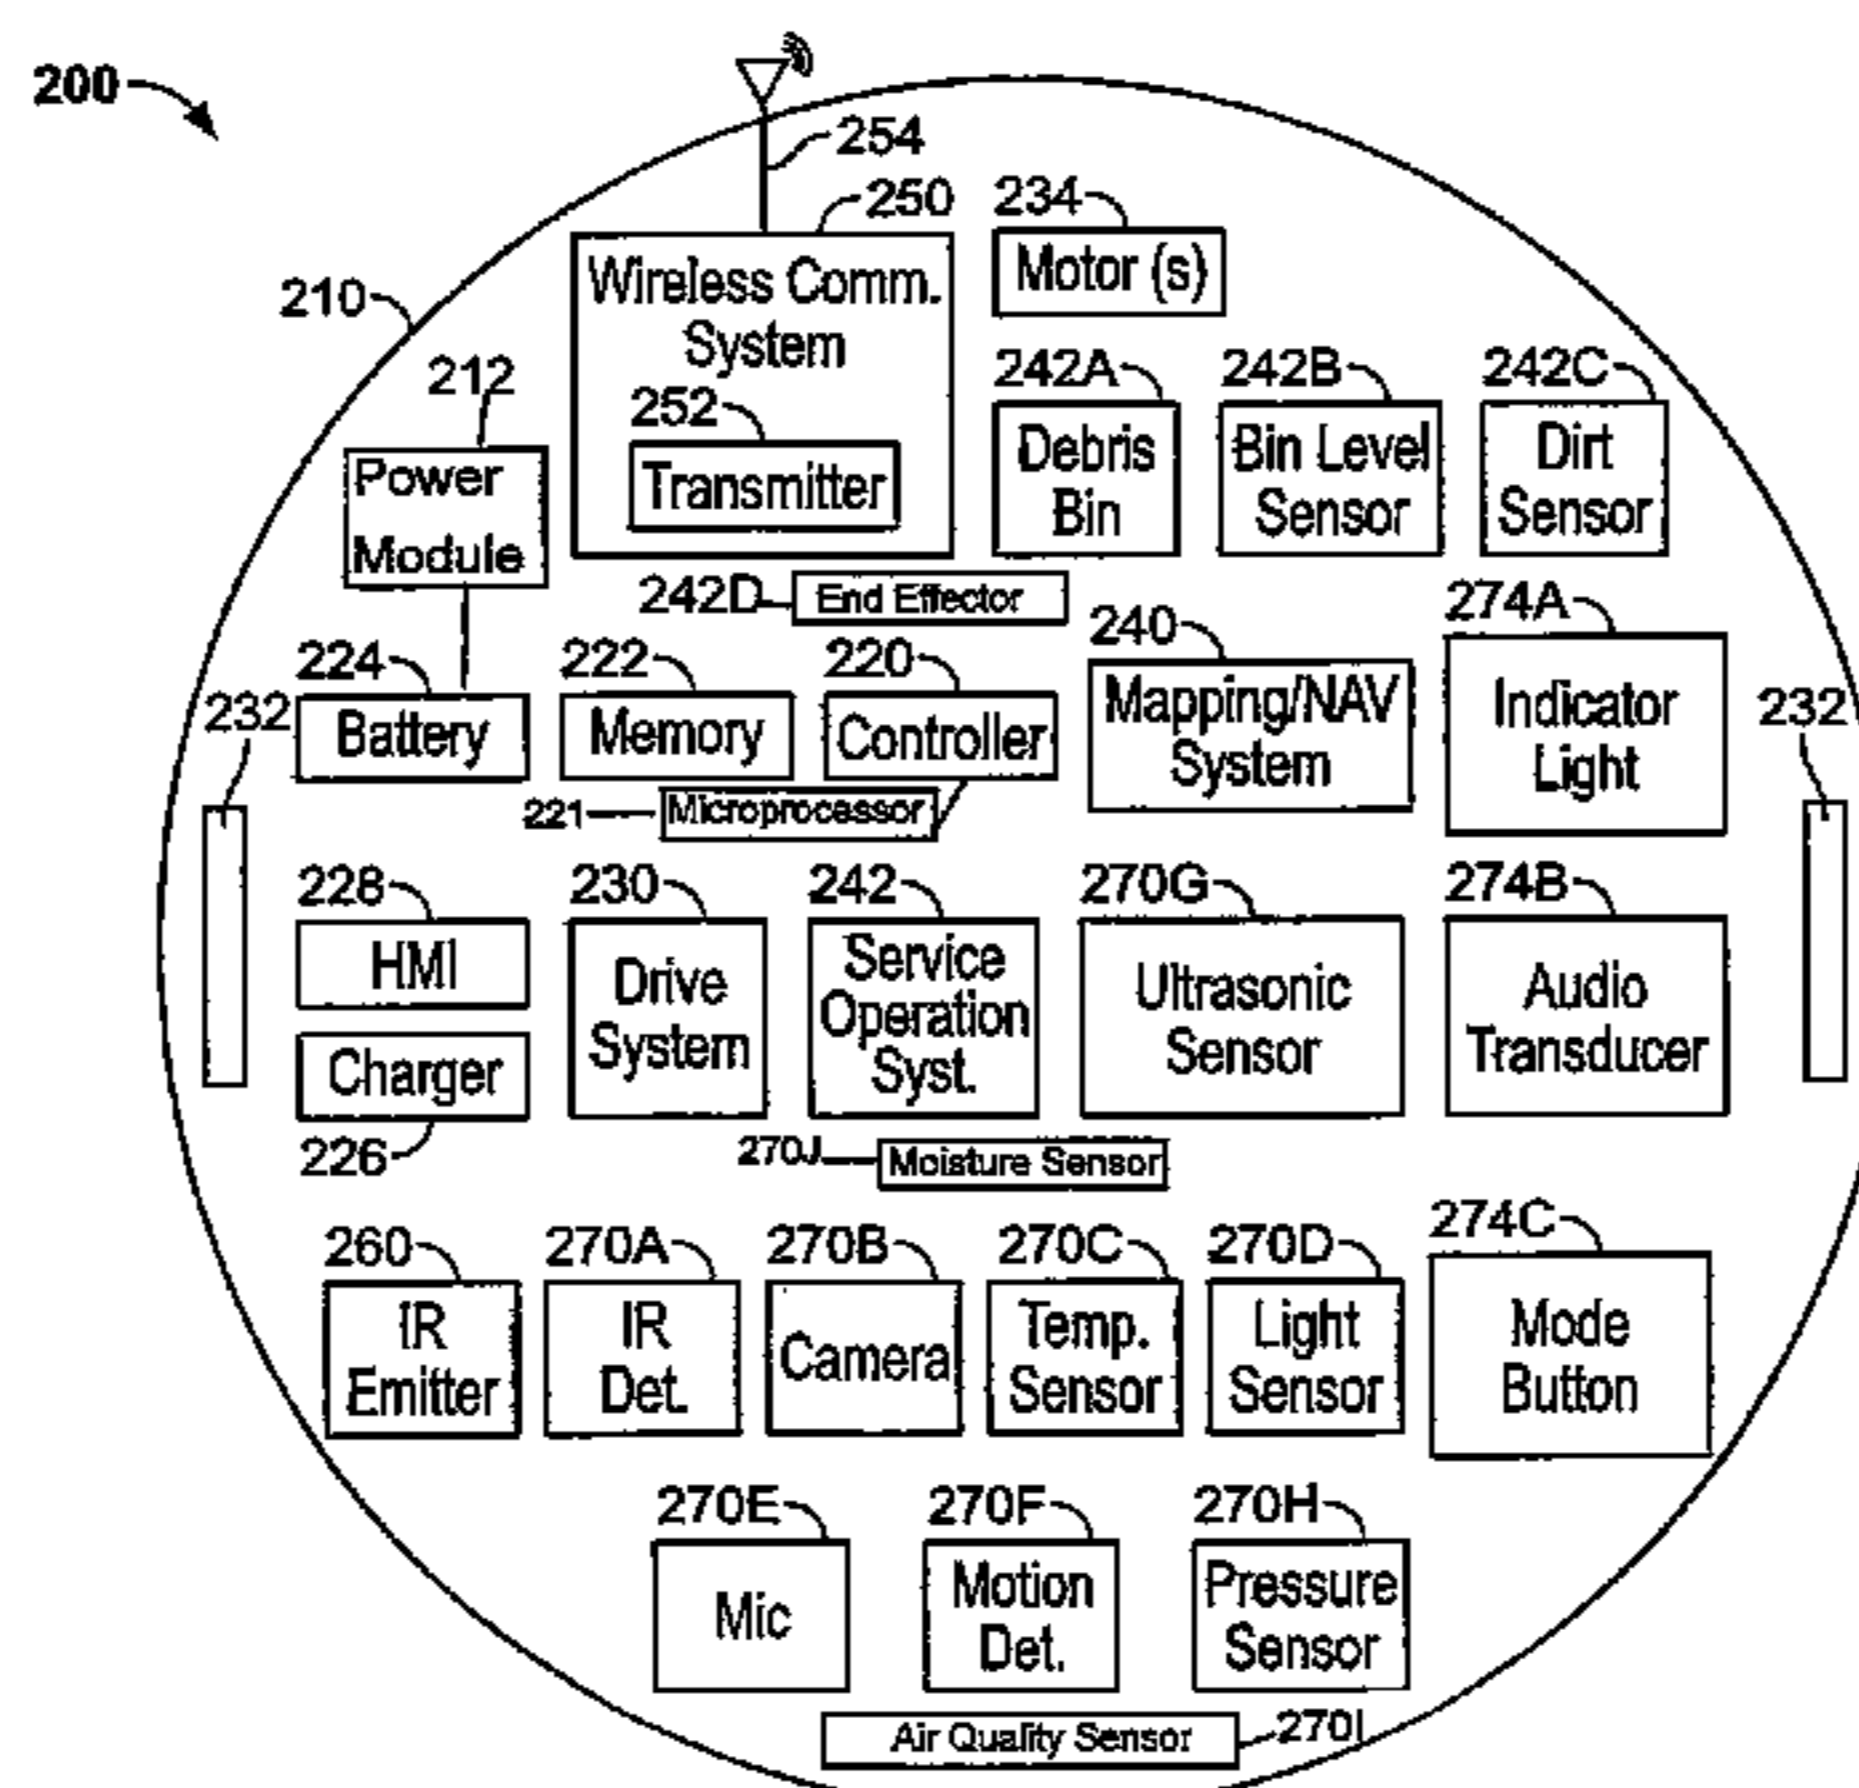 200
254
250
234
Wireless Comm.
System
Motor (s)
210
212
252
Transmitter
242A
242B
242C
Power
Module
Debris
Bin
Bin Level
Sensor
Dirt
Sensor
242D
End Effector
240
274A
224
222
220
232
Battery
Memory
Controller
Mapping/NAV
System
Indicator
Light
232
221
Microprocessor
228
230
242
270G
274B
HMI
Drive
System
Service
Operation
Syst.
Ultrasonic
Sensor
Audio
Transducer
Charger
226
270J
Moisture Sensor
260
270A
270B
270C
270D
274C
IR
Emitter
IR
Det.
Camera
Temp.
Sensor
Light
Sensor
Mode
Button
270E
270F
270H
Mic
Motion
Det.
Pressure
Sensor
Air Quality Sensor
270I